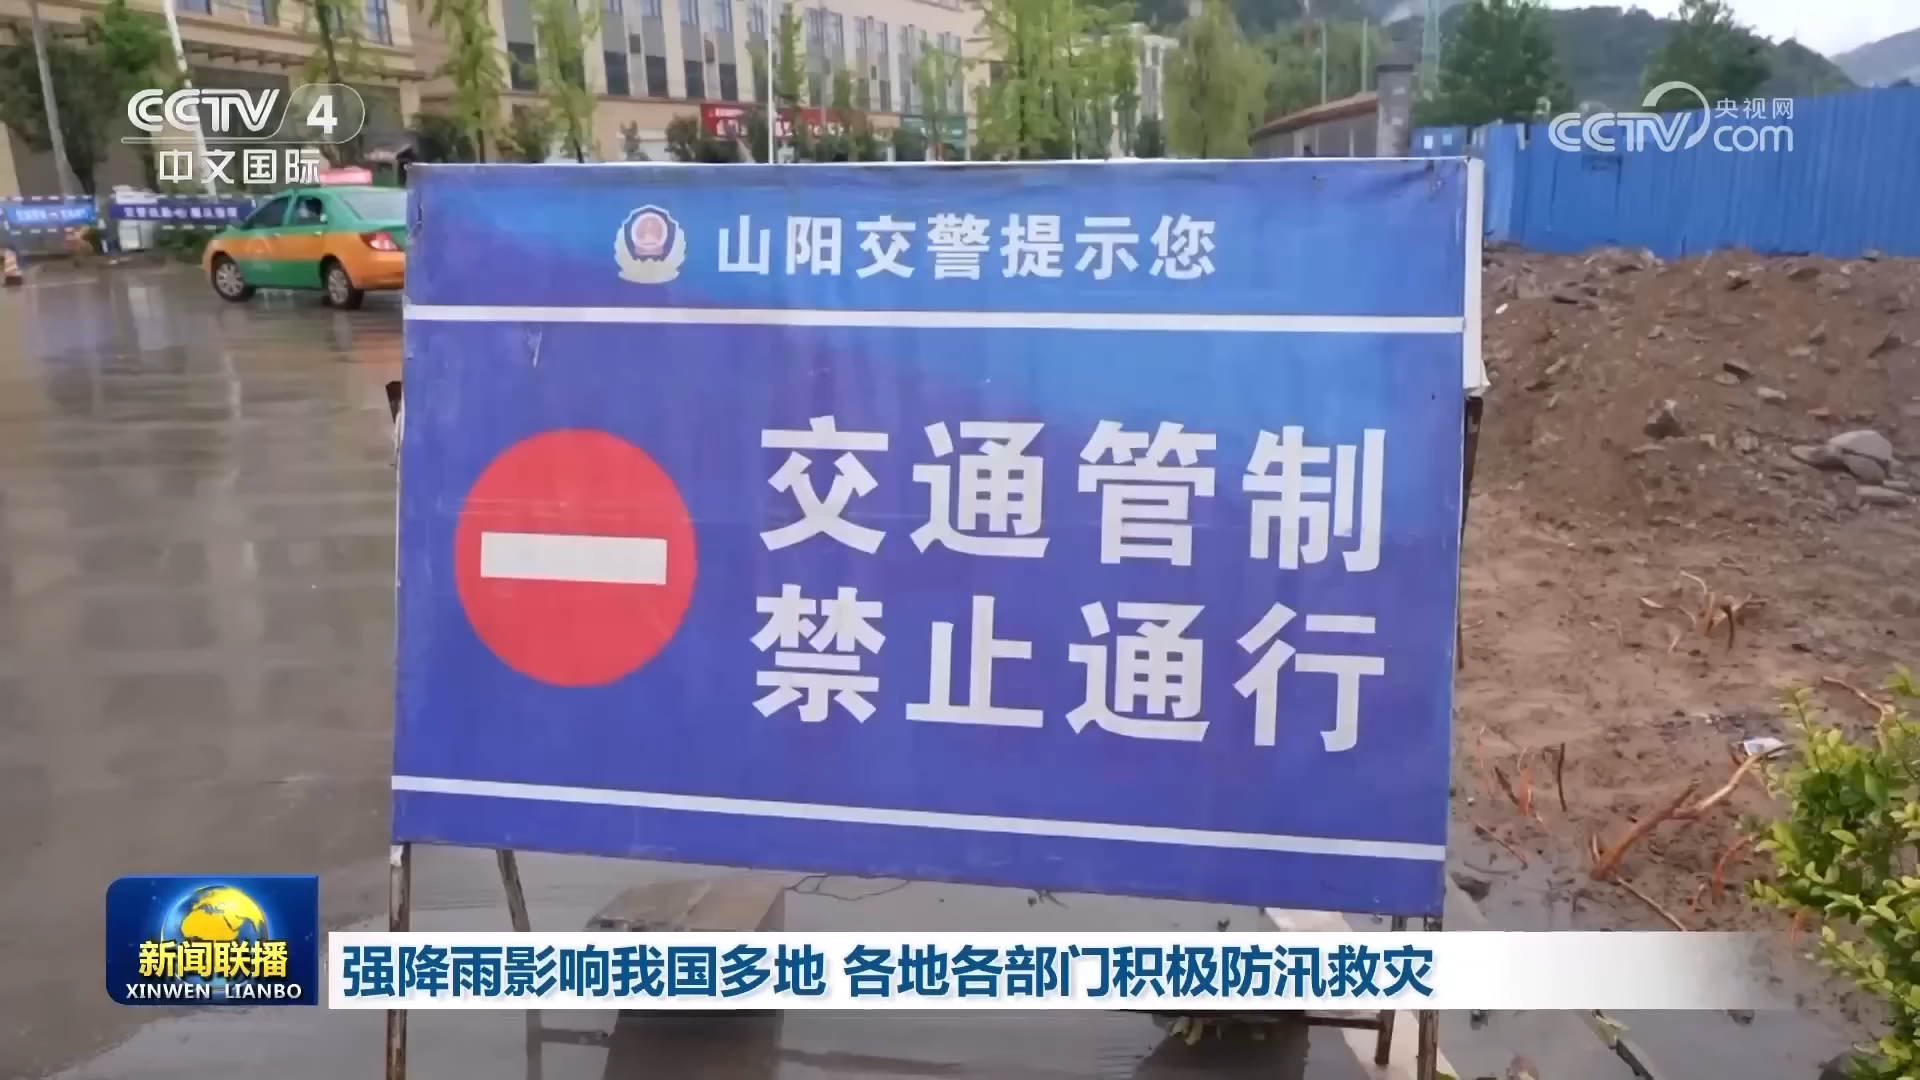 CCTV 4
中文国际
央视网
CCTV.com
山阳交警提示您
交通管制
禁止通行
新闻联播
XINWEN LIANBO
强降雨影响我国多地 各地各部门积极防汛救灾